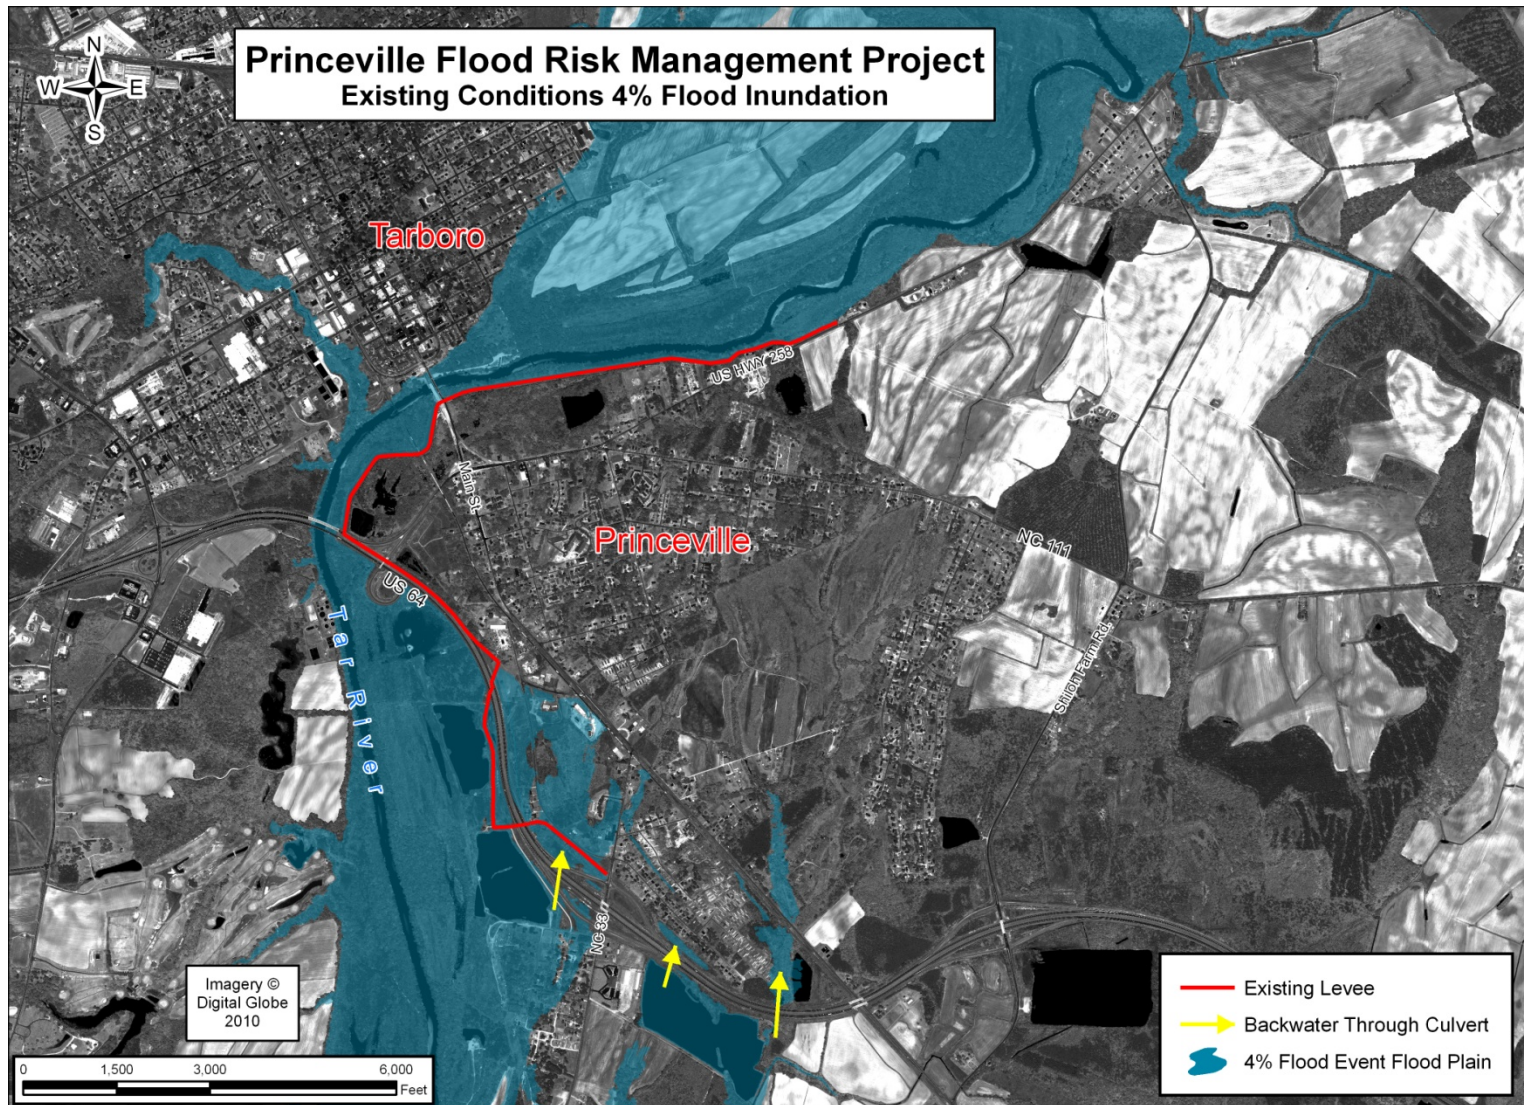 Princeville Flood Risk Management Project
Existing Conditions 4% Flood Inundation
N
W
E
S
Tarboro
US HWY 258
Main St.
Princeville
NC 111
US 64
Tar River
Shiloh Farm Rd.
NC 33
Imagery ©
Digital Globe
2010
0 1,500 3,000 6,000
Feet
Existing Levee
Backwater Through Culvert
4% Flood Event Flood Plain